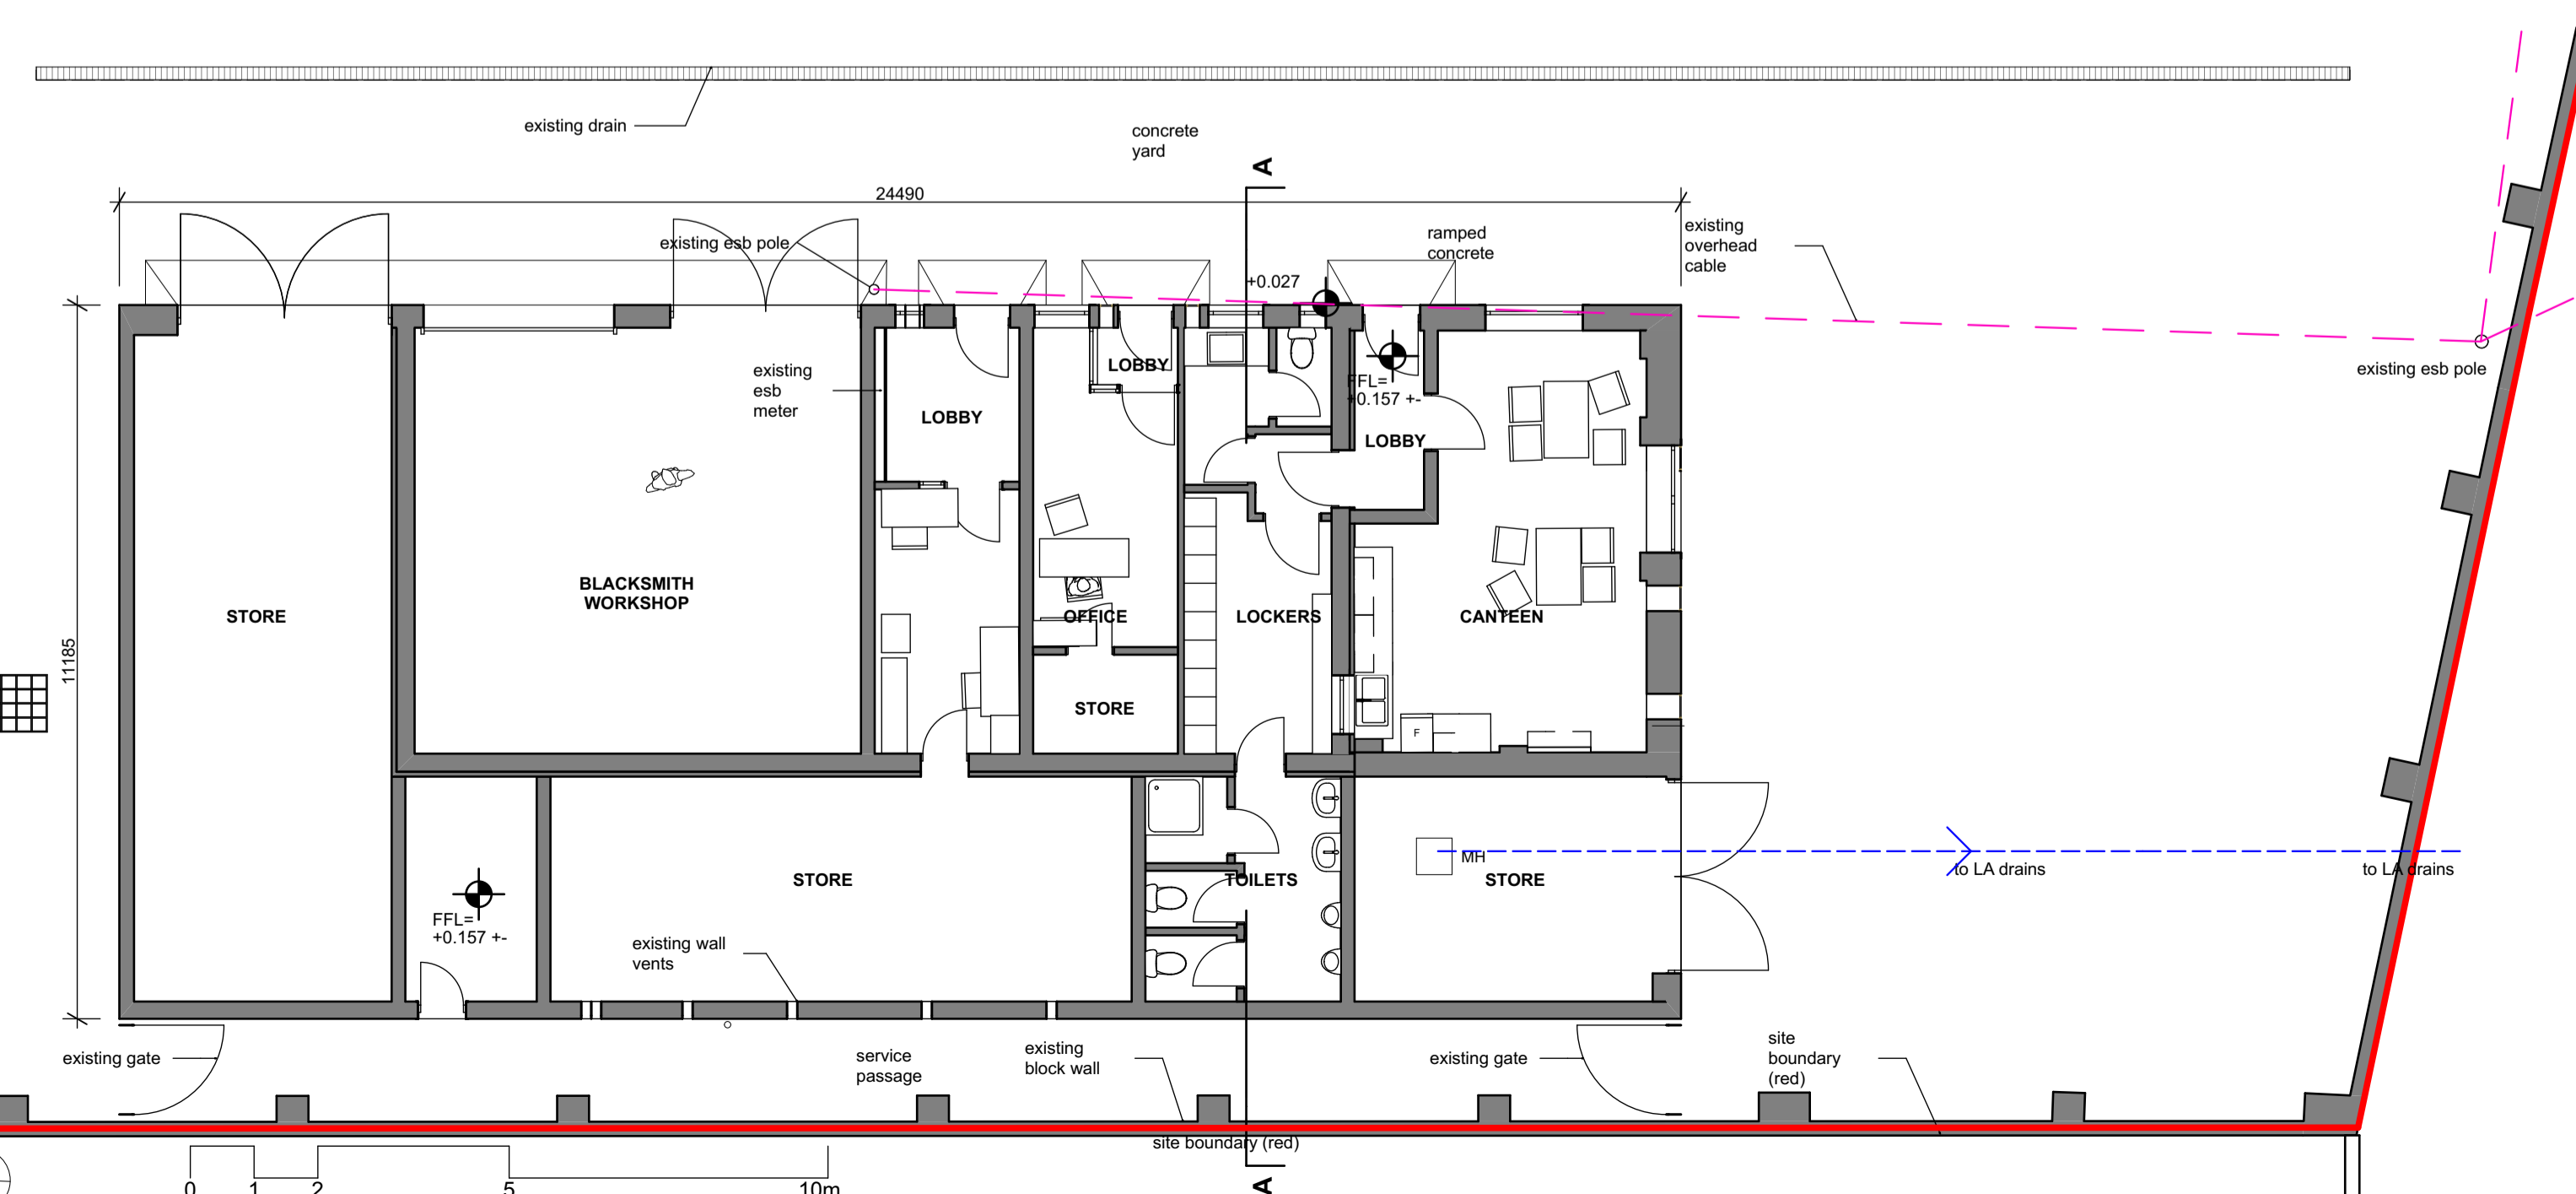 existing drain
concrete
yard
A
24490
existing esb pole
ramped
concrete
existing
overhead
cable
+0.027
existing esb pole
existing
esb
meter
LOBBY
LOBBY
FFL=
+0.157 +-
LOBBY
11185
STORE
BLACKSMITH
WORKSHOP
OFFICE
LOCKERS
CANTEEN
STORE
F
MH
STORE
TOILETS
STORE
to LA drains
to LA drains
FFL=
+0.157 +-
existing wall
vents
existing gate
service
passage
existing
block wall
existing gate
site
boundary
(red)
site boundary (red)
0 1 2 5 10m
A